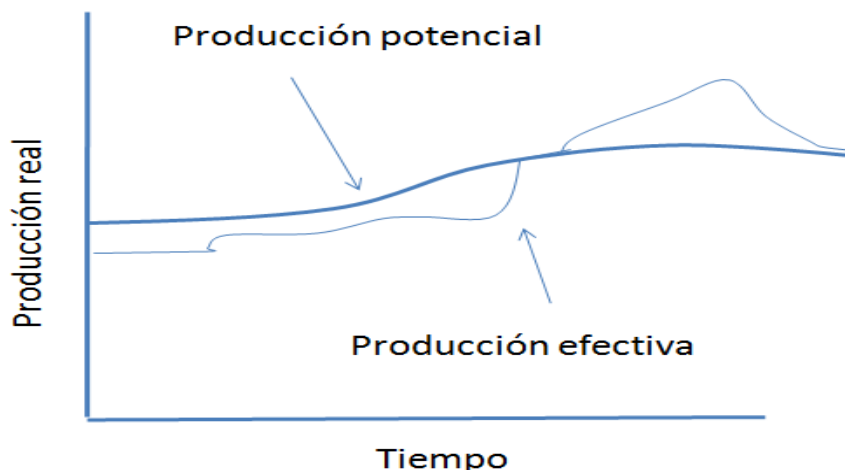 Producción potencial
Producción real
Producción efectiva
Tiempo